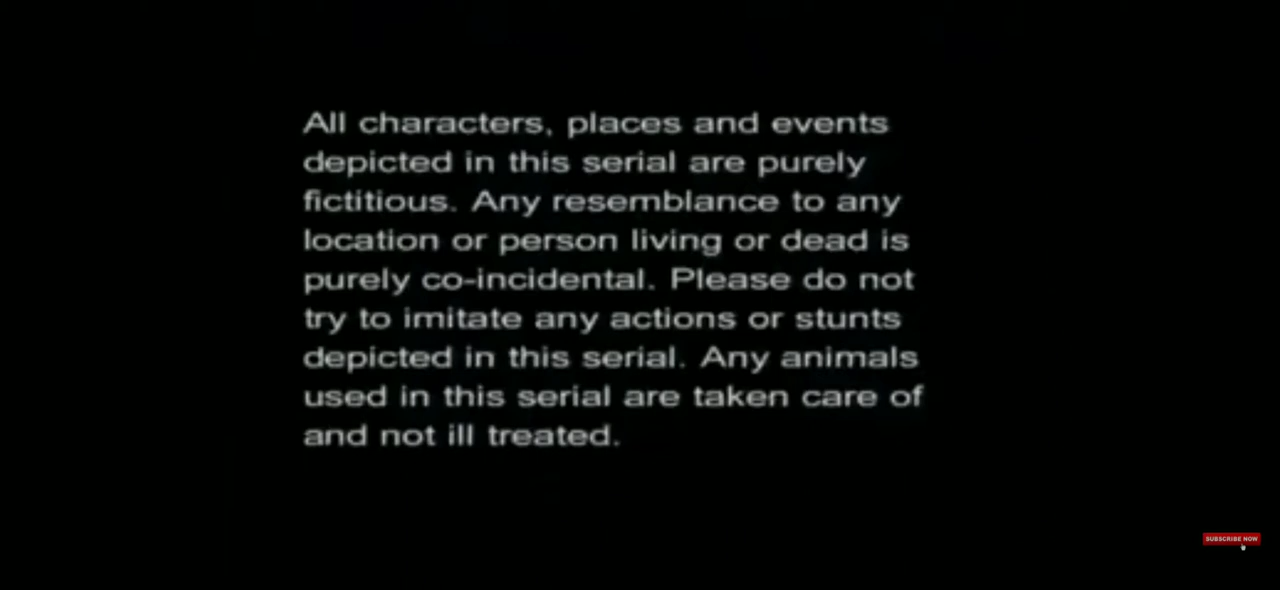 All characters, places and events
depicted in this serial are purely
fictitious. Any resemblance to any
location or person living or dead is
purely co-incidental. Please do not
try to imitate any actions or stunts
depicted in this serial. Any animals
used in this serial are taken care of
and not ill treated.
SUBSCRIBE NOW